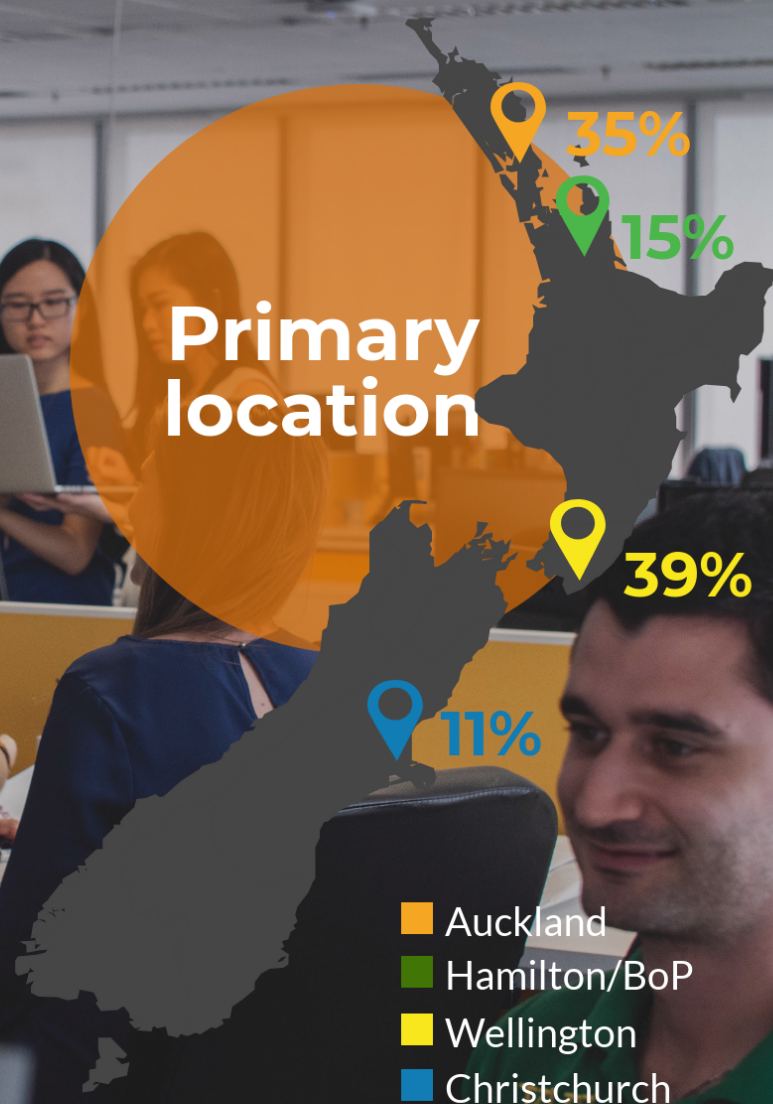 35%
15%
Primary
location
39%
11%
Auckland
Hamilton/BoP
Wellington
Christchurch